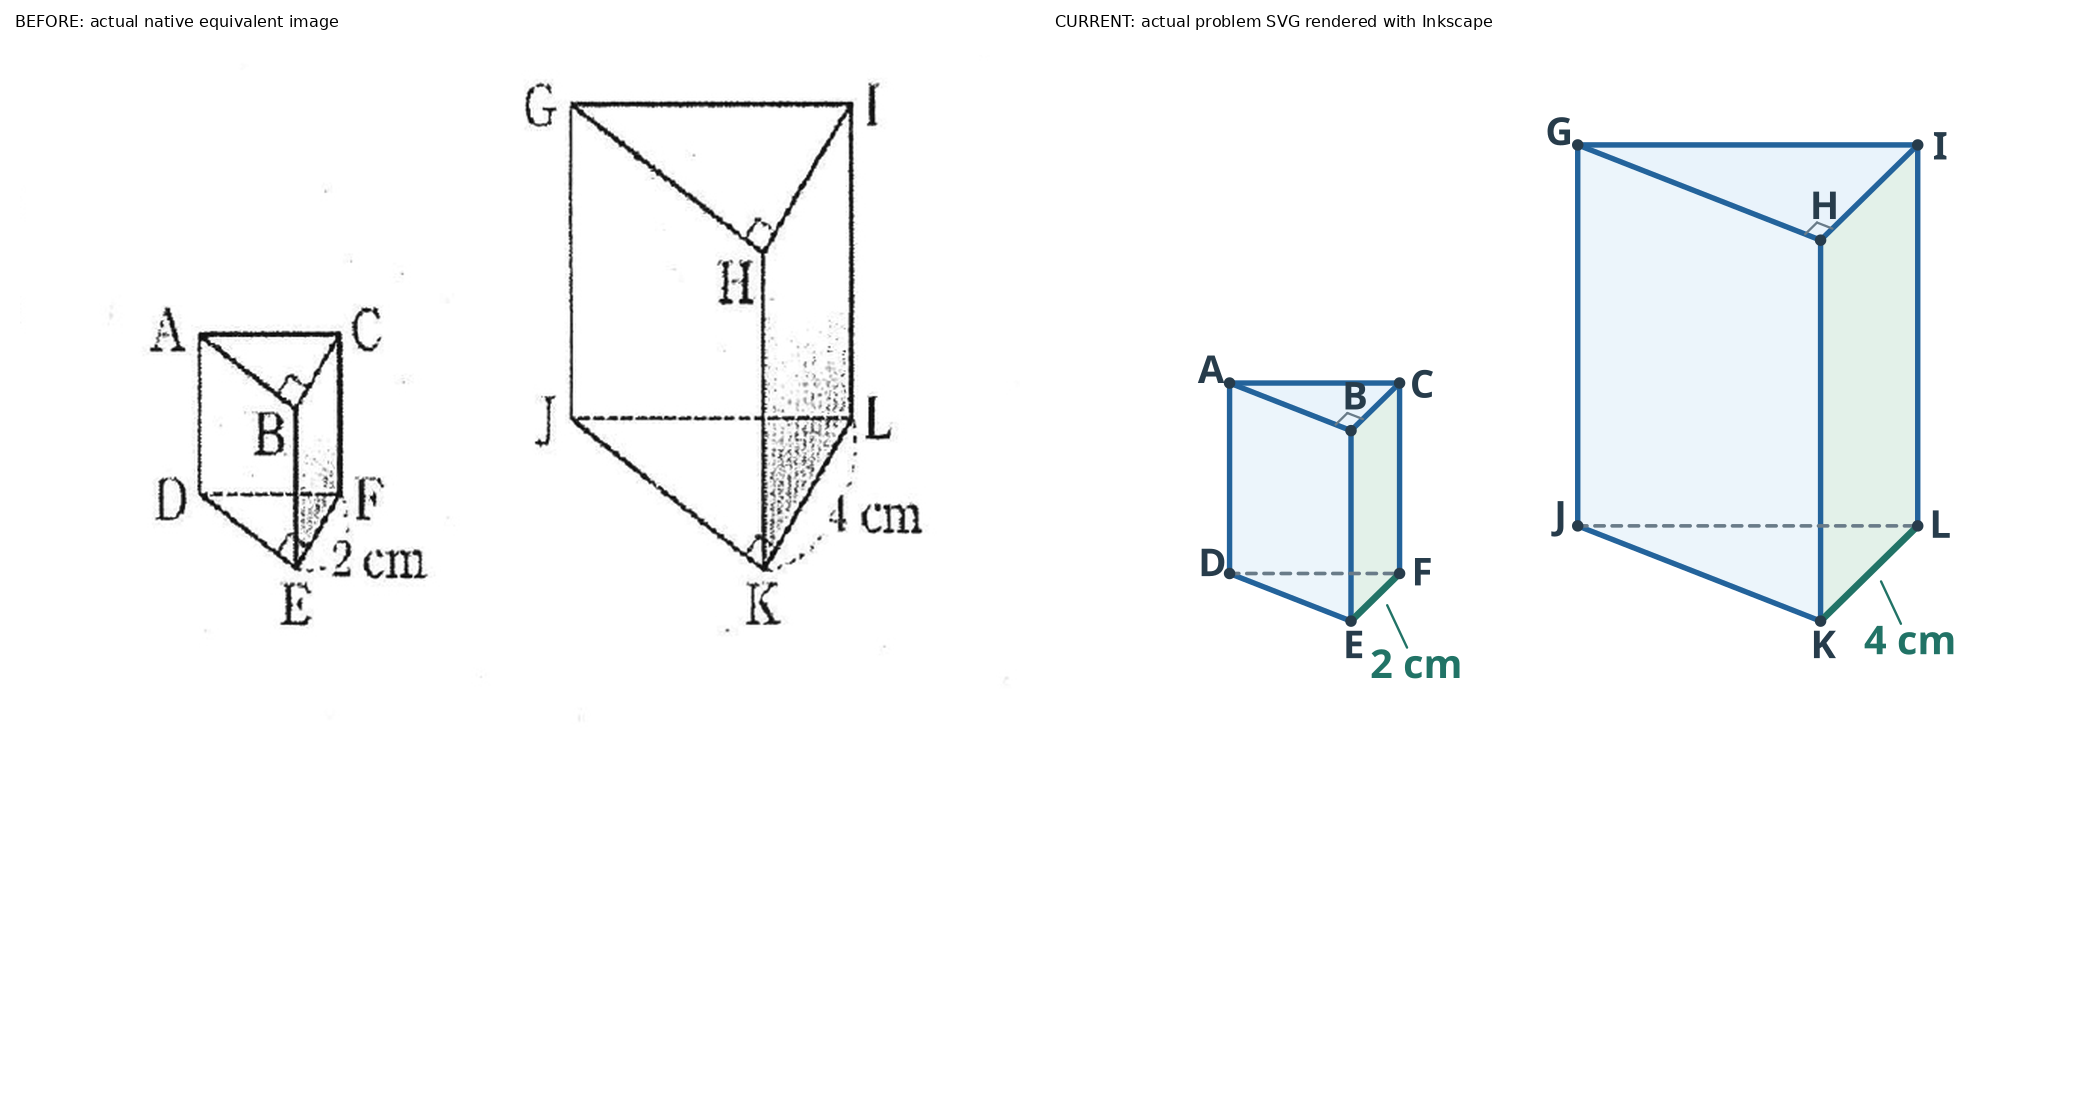 BEFORE: actual native equivalent image
G
I
H
A
C
B
J
L
D
F
4 cm
2 cm
E
K
CURRENT: actual problem SVG rendered with Inkscape
G
I
H
A
C
B
J
L
D
F
E
K
4 cm
2 cm